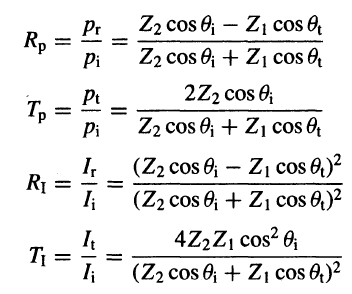 R_p = p_r / p_i = (Z_2 cos θ_i − Z_1 cos θ_t) / (Z_2 cos θ_i + Z_1 cos θ_t)
T_p = p_t / p_i = 2Z_2 cos θ_i / (Z_2 cos θ_i + Z_1 cos θ_t)
R_I = I_r / I_i = (Z_2 cos θ_i − Z_1 cos θ_t)² / (Z_2 cos θ_i + Z_1 cos θ_t)²
T_I = I_t / I_i = 4Z_2Z_1 cos² θ_i / (Z_2 cos θ_i + Z_1 cos θ_t)²